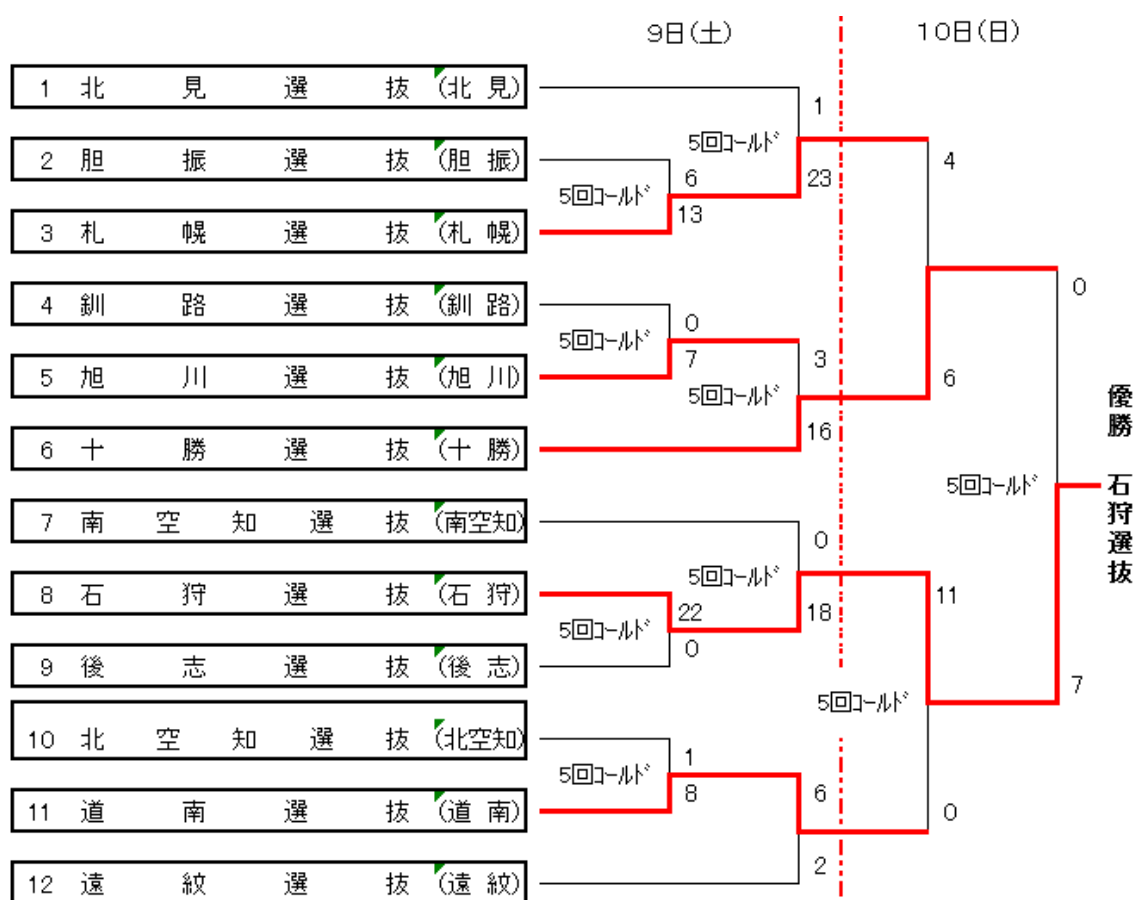 9日(土)
10日(日)
1 北見選抜 (北見)
1
2 胆振選抜 (胆振)
5回ｺｰﾙﾄﾞ
4
6
23
5回ｺｰﾙﾄﾞ
13
3 札幌選抜 (札幌)
4 釧路選抜 (釧路)
0
0
5回ｺｰﾙﾄﾞ
7
3
5 旭川選抜 (旭川)
6
5回ｺｰﾙﾄﾞ
16
6 十勝選抜 (十勝)
優勝 石狩選抜
5回ｺｰﾙﾄﾞ
7 南空知選抜 (南空知)
0
5回ｺｰﾙﾄﾞ
8 石狩選抜 (石狩)
11
22
18
5回ｺｰﾙﾄﾞ
0
9 後志選抜 (後志)
7
5回ｺｰﾙﾄﾞ
10 北空知選抜 (北空知)
1
5回ｺｰﾙﾄﾞ
8
6
11 道南選抜 (道南)
0
2
12 遠紋選抜 (遠紋)